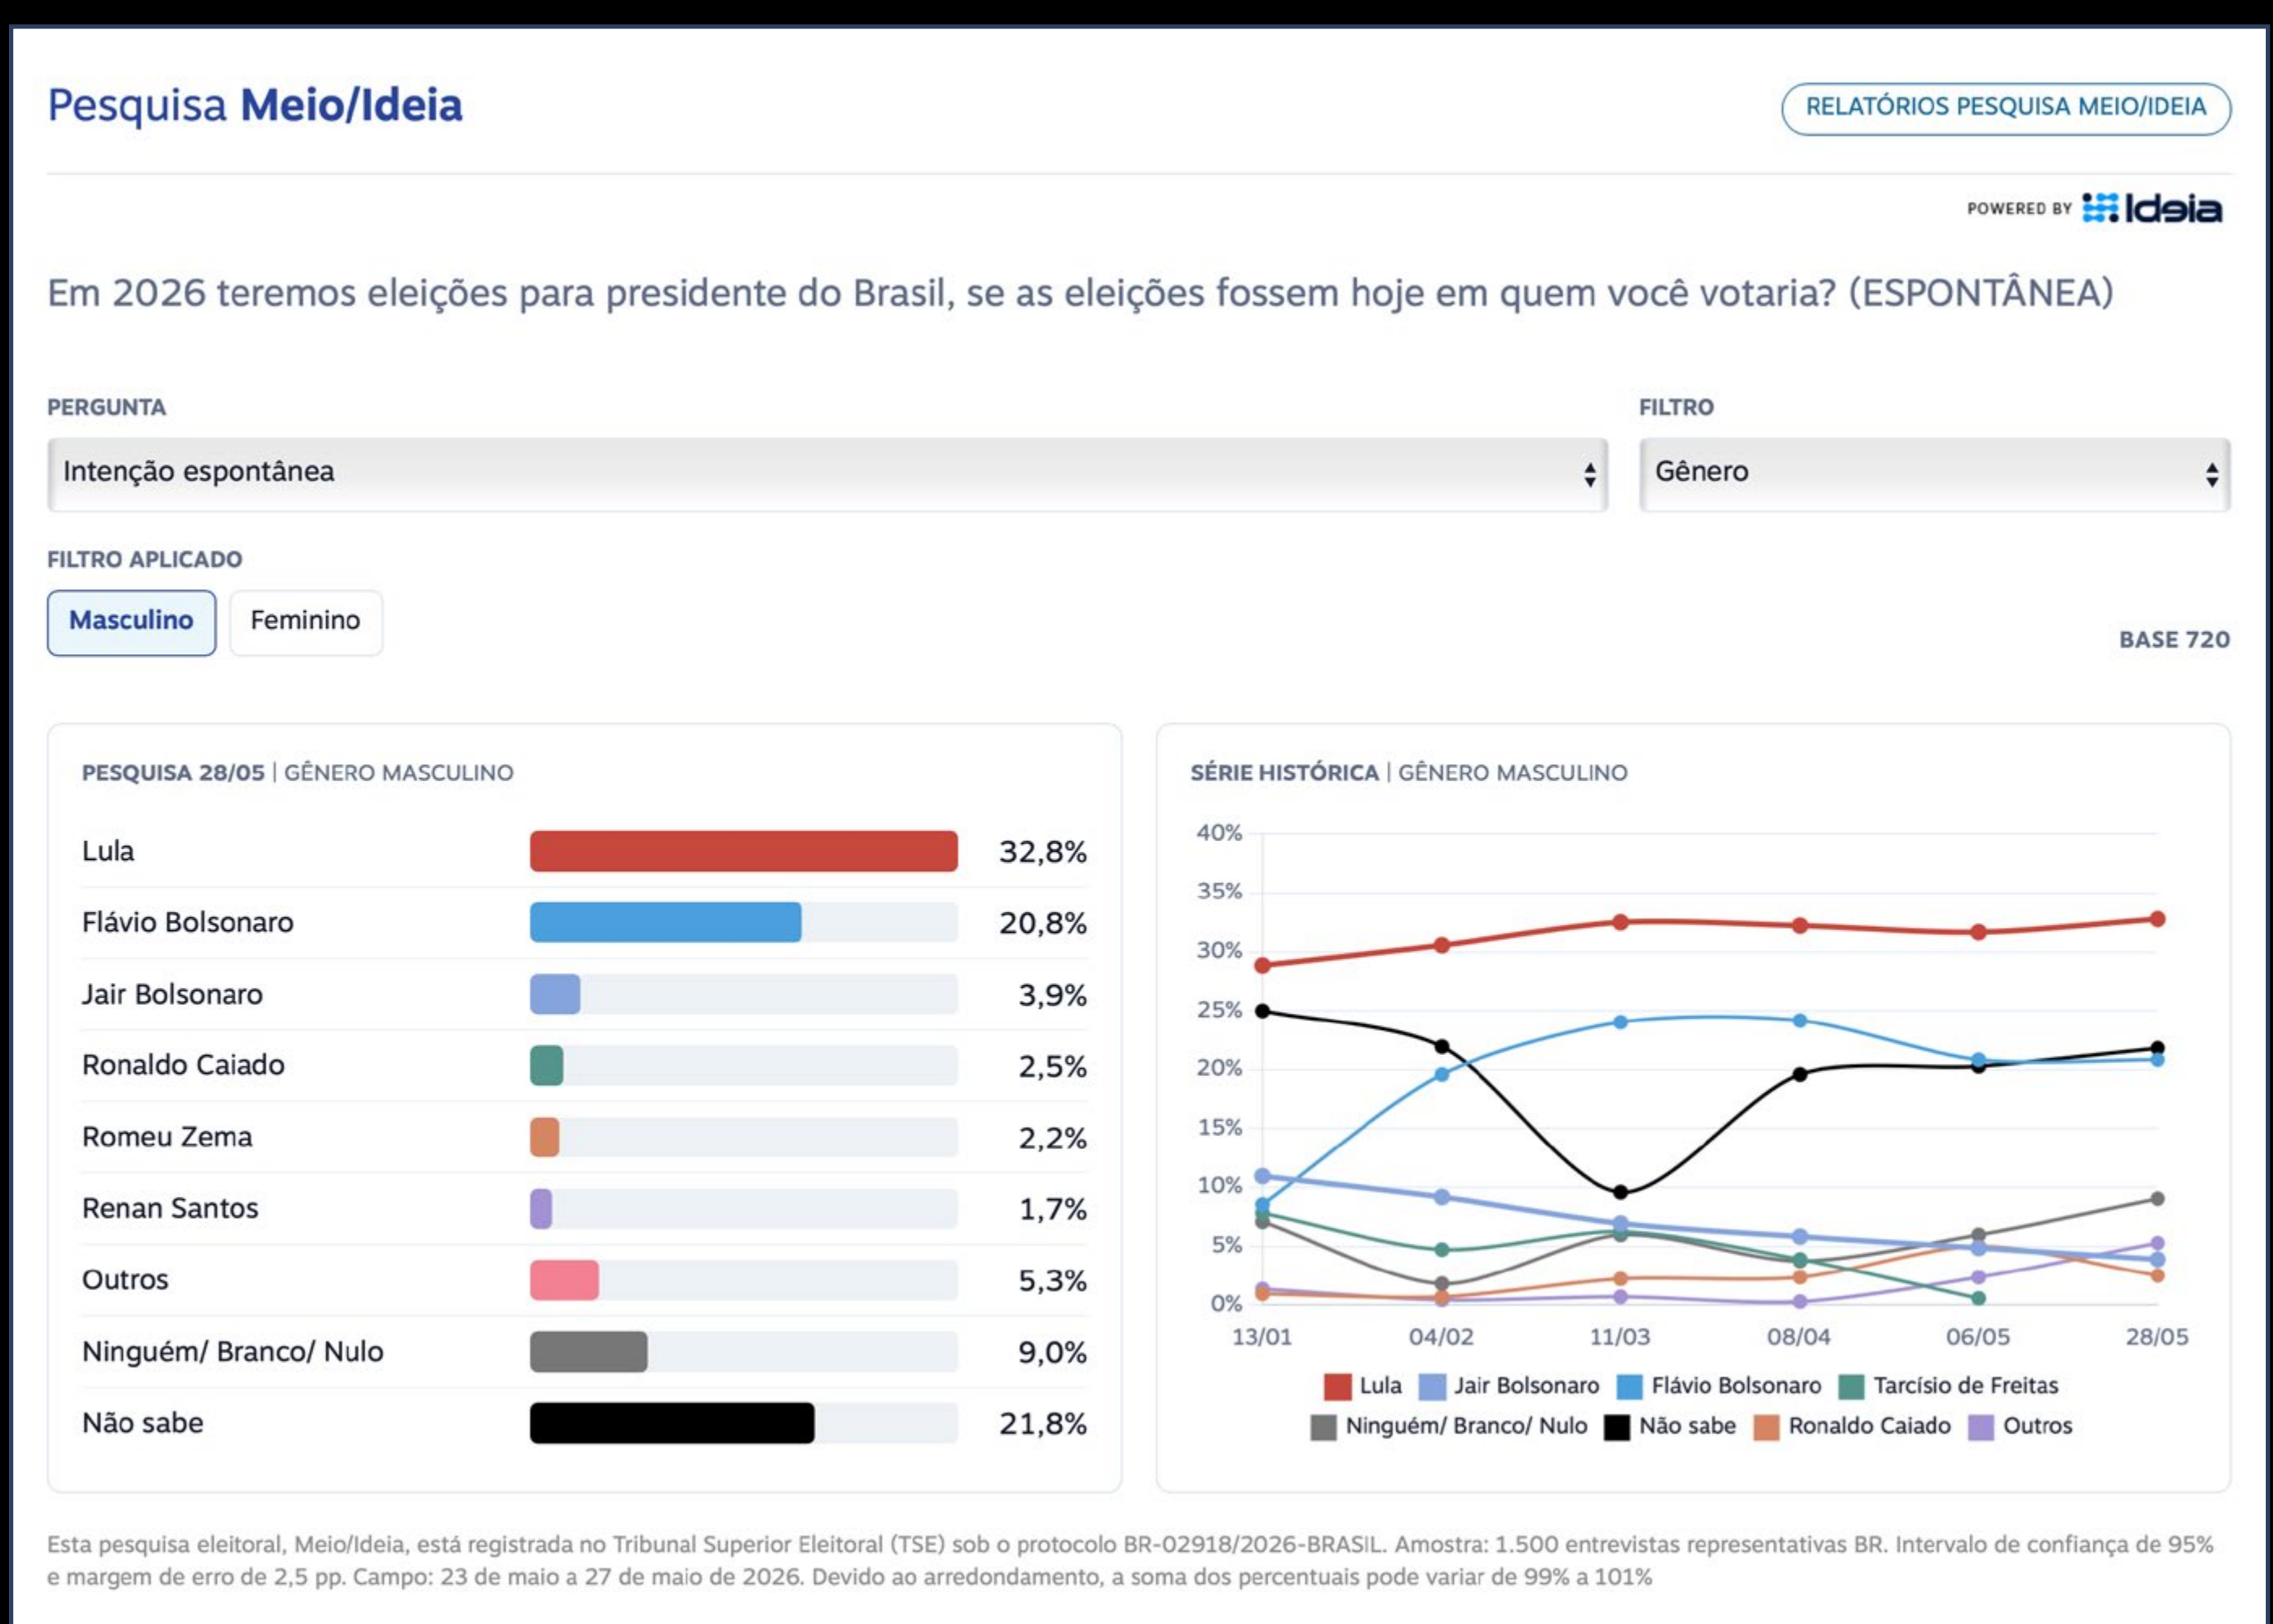 Pesquisa Meio/Ideia
RELATÓRIOS PESQUISA MEIO/IDEIA
POWERED BY Ideia
Em 2026 teremos eleições para presidente do Brasil, se as eleições fossem hoje em quem você votaria? (ESPONTÂNEA)
PERGUNTA
FILTRO
Intenção espontânea
Gênero
FILTRO APLICADO
Masculino
Feminino
BASE 720
PESQUISA 28/05 | GÊNERO MASCULINO
Lula 32,8%
Flávio Bolsonaro 20,8%
Jair Bolsonaro 3,9%
Ronaldo Caiado 2,5%
Romeu Zema 2,2%
Renan Santos 1,7%
Outros 5,3%
Ninguém/ Branco/ Nulo 9,0%
Não sabe 21,8%
SÉRIE HISTÓRICA | GÊNERO MASCULINO
40%
35%
30%
25%
20%
15%
10%
5%
0%
13/01 04/02 11/03 08/04 06/05 28/05
Lula Jair Bolsonaro Flávio Bolsonaro Tarcísio de Freitas
Ninguém/ Branco/ Nulo Não sabe Ronaldo Caiado Outros
Esta pesquisa eleitoral, Meio/Ideia, está registrada no Tribunal Superior Eleitoral (TSE) sob o protocolo BR-02918/2026-BRASIL. Amostra: 1.500 entrevistas representativas BR. Intervalo de confiança de 95%
e margem de erro de 2,5 pp. Campo: 23 de maio a 27 de maio de 2026. Devido ao arredondamento, a soma dos percentuais pode variar de 99% a 101%